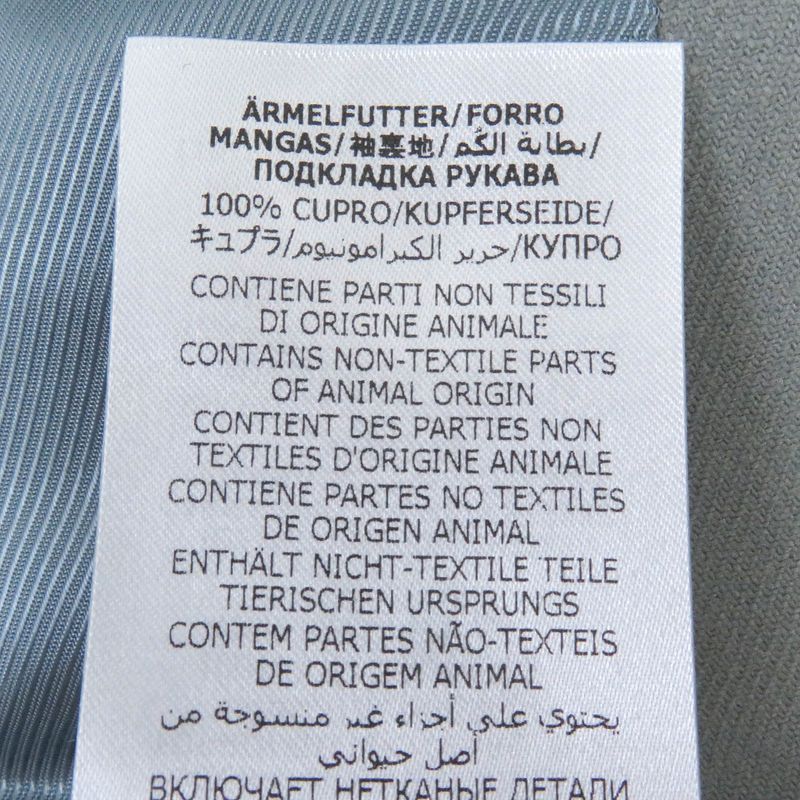 ÄRMELFUTTER/FORRO
MANGAS/袖裏地/بطانة الكُم/
ПОДКЛАДКА РУКАВА
100% CUPRO/KUPFERSEIDE/
キュプラ/حرير الكبرامونيوم/КУПРО
CONTIENE PARTI NON TESSILI
DI ORIGINE ANIMALE
CONTAINS NON-TEXTILE PARTS
OF ANIMAL ORIGIN
CONTIENT DES PARTIES NON
TEXTILES D'ORIGINE ANIMALE
CONTIENE PARTES NO TEXTILES
DE ORIGEN ANIMAL
ENTHÄLT NICHT-TEXTILE TEILE
TIERISCHEN URSPRUNGS
CONTEM PARTES NÃO-TEXTEIS
DE ORIGEM ANIMAL
يحتوي علي أجزاء غير منسوجة من
أصل حيواني
ВКЛЮЧАЕТ НЕТКАНЫЕ ДЕТАЛИ